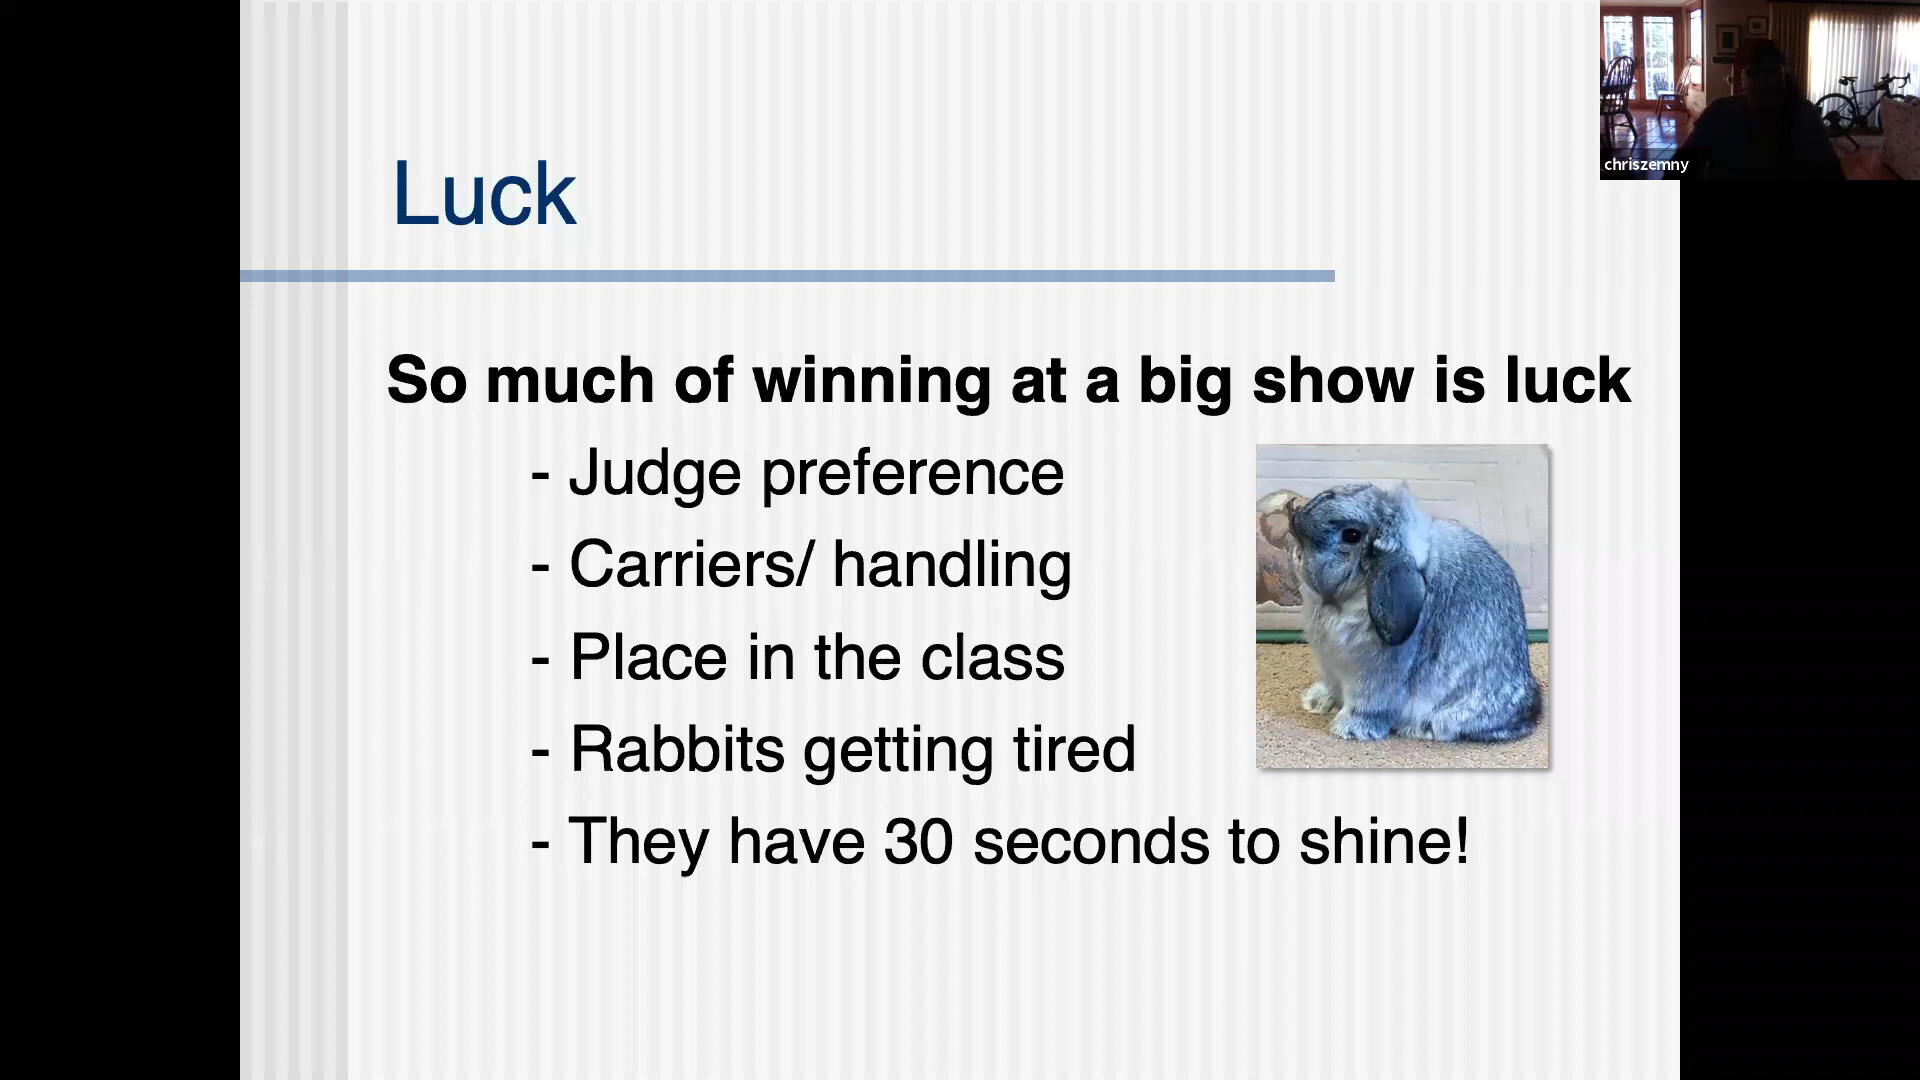 Luck
chriszemny
So much of winning at a big show is luck
- Judge preference
- Carriers/ handling
- Place in the class
- Rabbits getting tired
- They have 30 seconds to shine!